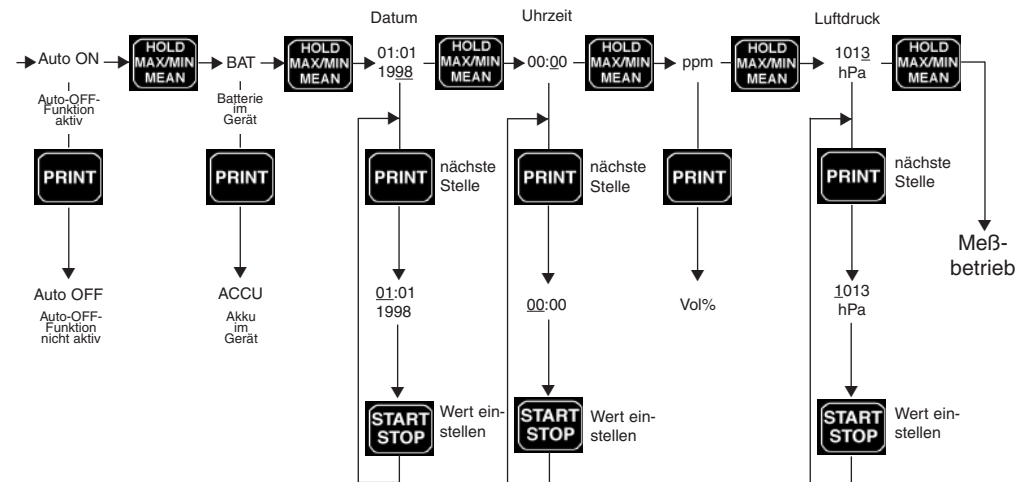 Datum
Uhrzeit
Luftdruck
Auto ON
HOLD
MAX/MIN
MEAN
BAT
HOLD
MAX/MIN
MEAN
01:01
1998
HOLD
MAX/MIN
MEAN
00:00
HOLD
MAX/MIN
MEAN
ppm
HOLD
MAX/MIN
MEAN
1013
hPa
HOLD
MAX/MIN
MEAN
Auto-OFF-
Funktion
aktiv
Batterie
im
Gerät
PRINT
PRINT
PRINT
nächste
Stelle
PRINT
nächste
Stelle
PRINT
PRINT
nächste
Stelle
Meß-
betrieb
Auto OFF
Auto-OFF-
Funktion
nicht aktiv
ACCU
Akku
im
Gerät
01:01
1998
00:00
Vol%
1013
hPa
START
STOP
Wert ein-
stellen
START
STOP
Wert ein-
stellen
START
STOP
Wert ein-
stellen